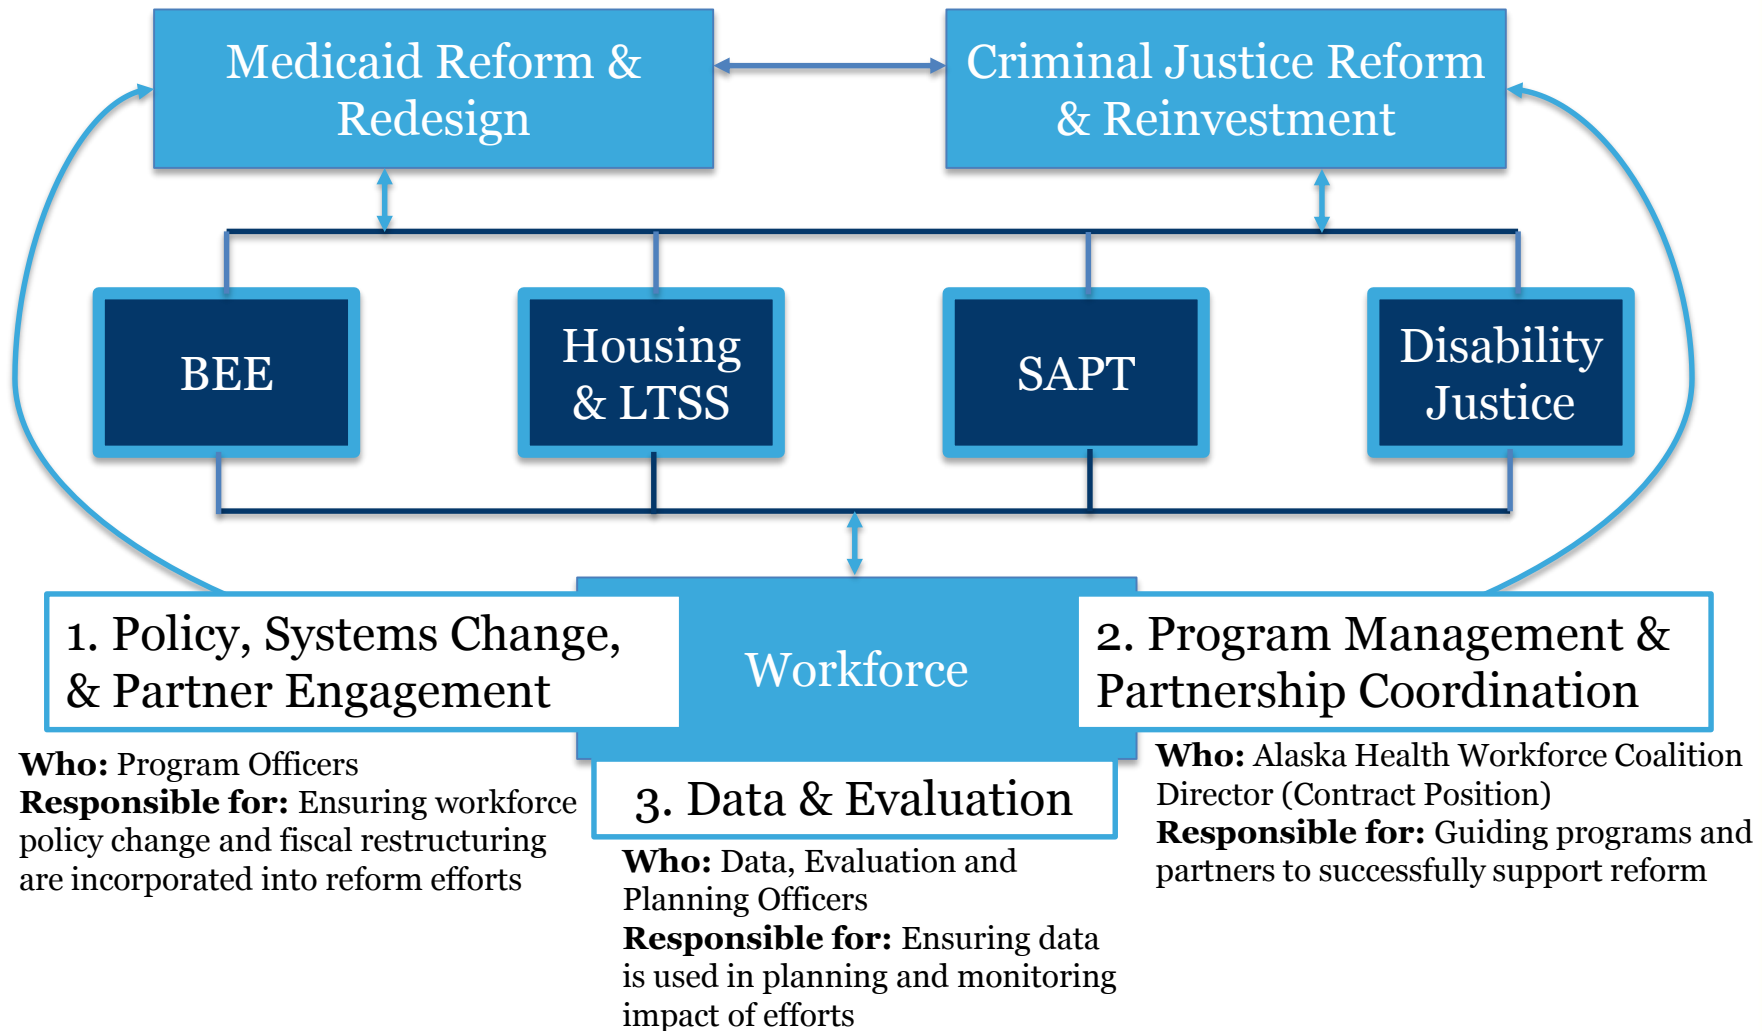 Medicaid Reform &
Redesign
Criminal Justice Reform
& Reinvestment
BEE
Housing
& LTSS
SAPT
Disability
Justice
1. Policy, Systems Change,
& Partner Engagement
Workforce
2. Program Management &
Partnership Coordination
Who: Program Officers
Responsible for: Ensuring workforce
policy change and fiscal restructuring
are incorporated into reform efforts
3. Data & Evaluation
Who: Data, Evaluation and
Planning Officers
Responsible for: Ensuring data
is used in planning and monitoring
impact of efforts
Who: Alaska Health Workforce Coalition
Director (Contract Position)
Responsible for: Guiding programs and
partners to successfully support reform